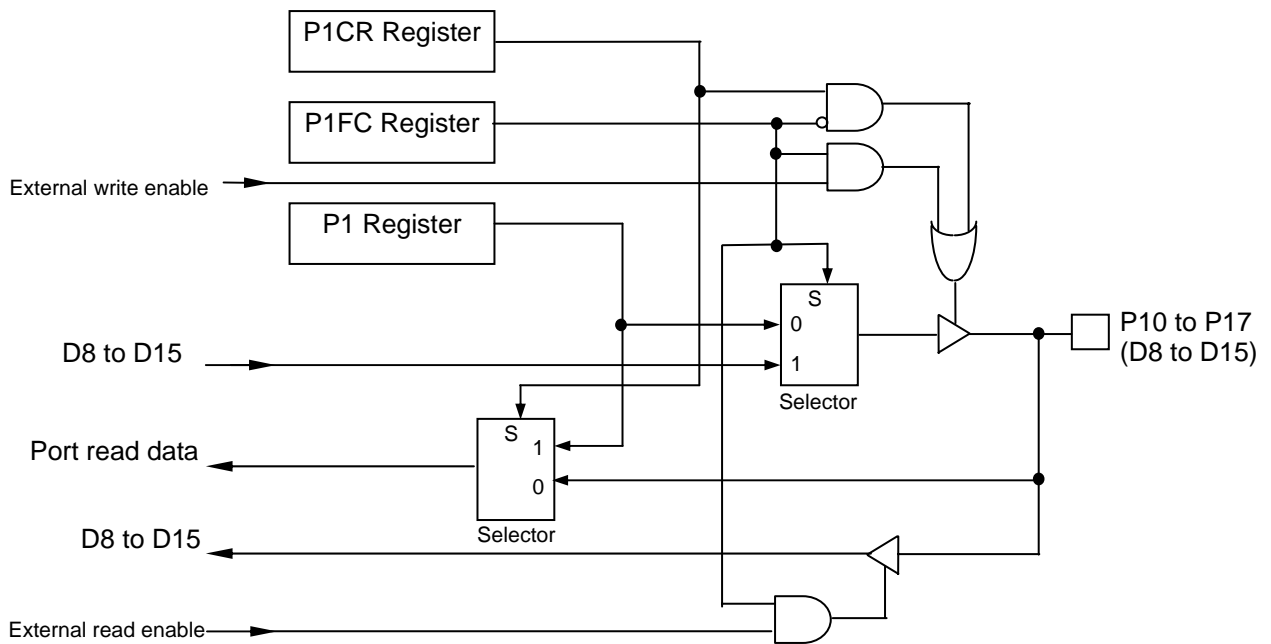 P1CR Register
P1FC Register
External write enable
P1 Register
S
0
1
Selector
P10 to P17
(D8 to D15)
D8 to D15
S
1
0
Selector
Port read data
D8 to D15
External read enable